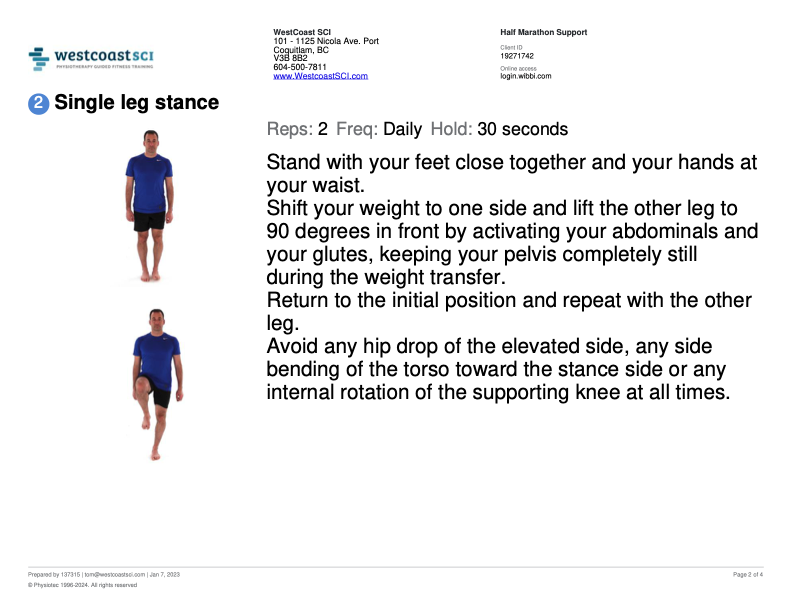 westcoast SCI
PHYSIOTHERAPY GUIDED FITNESS TRAINING
WestCoast SCI
101 - 1125 Nicola Ave. Port
Coquitlam, BC
V3B 8B2
604-500-7811
www.WestcoastSCI.com
Half Marathon Support
Client ID
19271742
Online access
login.wibbi.com
2 Single leg stance
Reps: 2 Freq: Daily Hold: 30 seconds
Stand with your feet close together and your hands at
your waist.
Shift your weight to one side and lift the other leg to
90 degrees in front by activating your abdominals and
your glutes, keeping your pelvis completely still
during the weight transfer.
Return to the initial position and repeat with the other
leg.
Avoid any hip drop of the elevated side, any side
bending of the torso toward the stance side or any
internal rotation of the supporting knee at all times.
Prepared by 137315 | tom@westcoastsci.com | Jan 7, 2023
Page 2 of 4
© Physiotec 1996-2024. All rights reserved